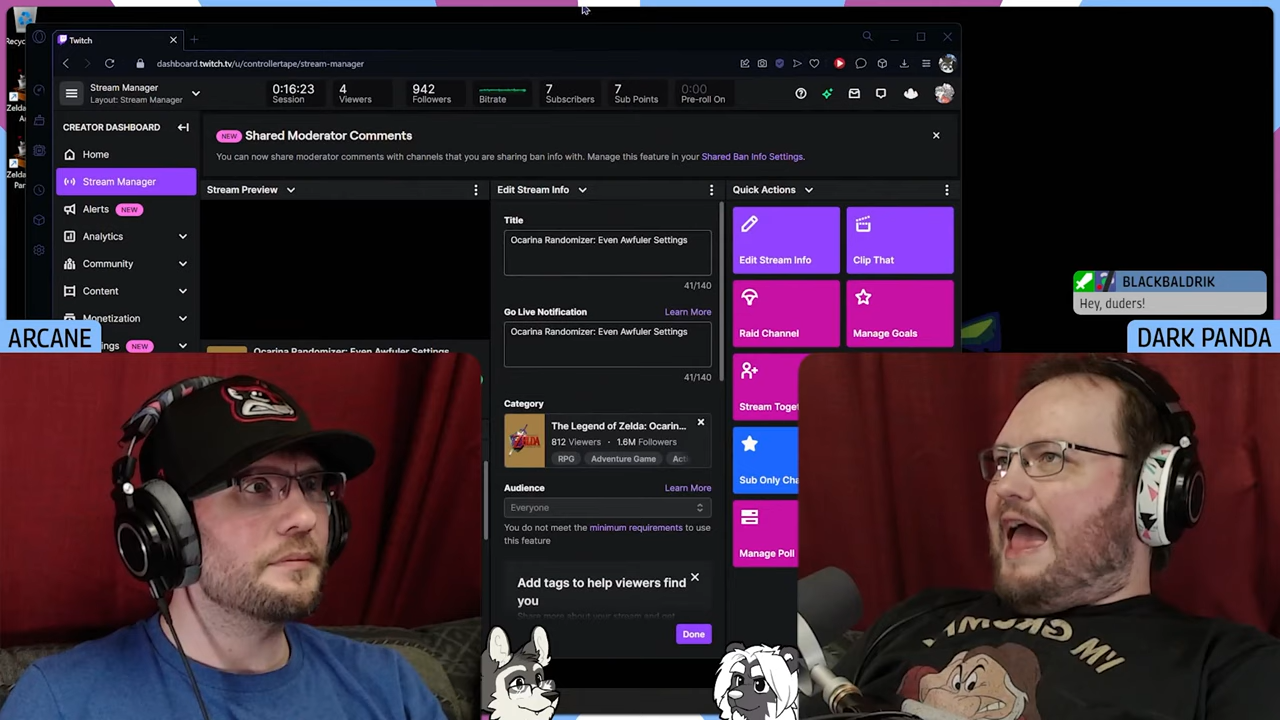 Recyc
Twitch
dashboard.twitch.tv/u/controllertape/stream-manager
Stream Manager
Layout: Stream Manager
0:16:23
Session
4
Viewers
942
Followers
Bitrate
7
Subscribers
7
Sub Points
0:00
Pre-roll On
Zelda
CREATOR DASHBOARD
Home
Stream Manager
Alerts NEW
Analytics
Community
Content
Monetization
NEW
NEW Shared Moderator Comments
You can now share moderator comments with channels that you are sharing ban info with. Manage this feature in your Shared Ban Info Settings.
Stream Preview
Ocarina Randomizer: Even Awfuler Settings
Edit Stream Info
Title
Ocarina Randomizer: Even Awfuler Settings
41/140
Go Live Notification Learn More
Ocarina Randomizer: Even Awfuler Settings
41/140
Category
The Legend of Zelda: Ocarin...
812 Viewers · 1.6M Followers
RPG Adventure Game Acti
Audience Learn More
Everyone
You do not meet the minimum requirements to use
this feature
Add tags to help viewers find
you
Done
Quick Actions
Edit Stream Info
Clip That
Raid Channel
Manage Goals
Stream Toget
Sub Only Cha
Manage Poll
BLACKBALDRIK
Hey, duders!
ARCANE
DARK PANDA
MY GRUMPY